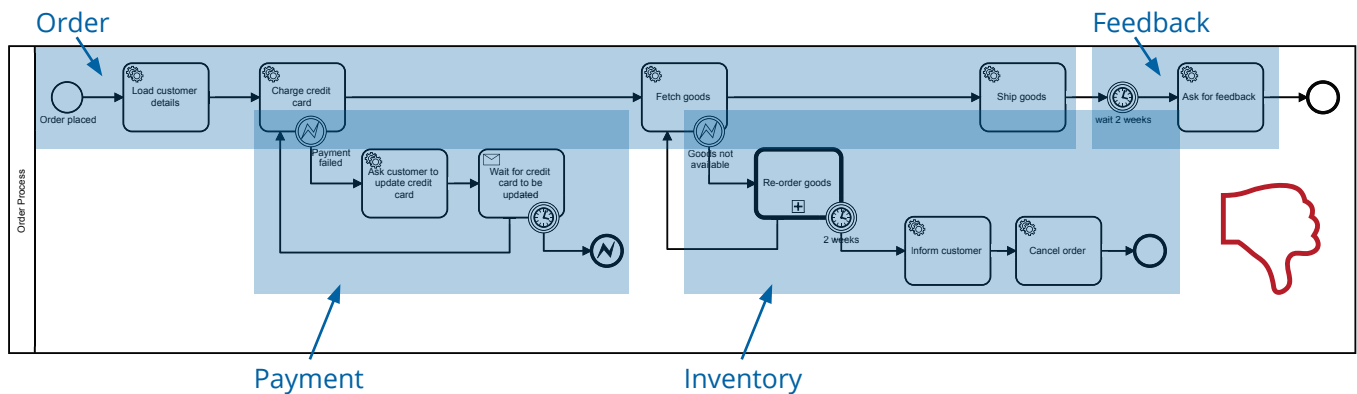 Order
Feedback
Order Process
Order placed
Load customer
details
Charge credit
card
Fetch goods
Ship goods
wait 2 weeks
Ask for feedback
Payment
failed
Ask customer to
update credit
card
Wait for credit
card to be
updated
Goods not
available
Re-order goods
2 weeks
Inform customer
Cancel order
Payment
Inventory